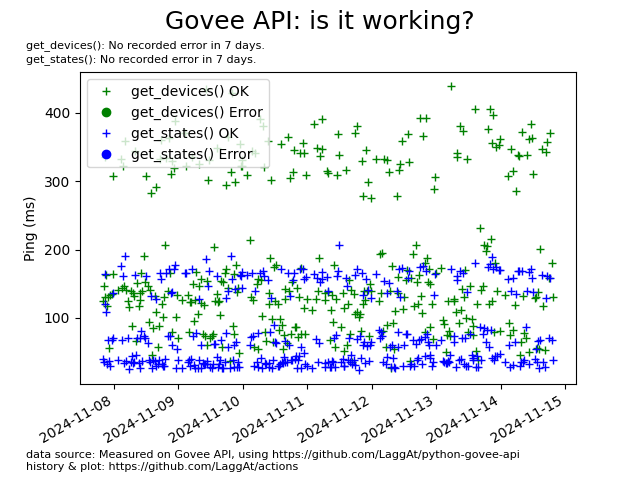 Govee API: is it working?
get_devices(): No recorded error in 7 days.
get_states(): No recorded error in 7 days.
get_devices() OK
get_devices() Error
get_states() OK
get_states() Error
Ping (ms)
400
300
200
100
2024-11-08
2024-11-09
2024-11-10
2024-11-11
2024-11-12
2024-11-13
2024-11-14
2024-11-15
data source: Measured on Govee API, using https://github.com/LaggAt/python-govee-api
history & plot: https://github.com/LaggAt/actions